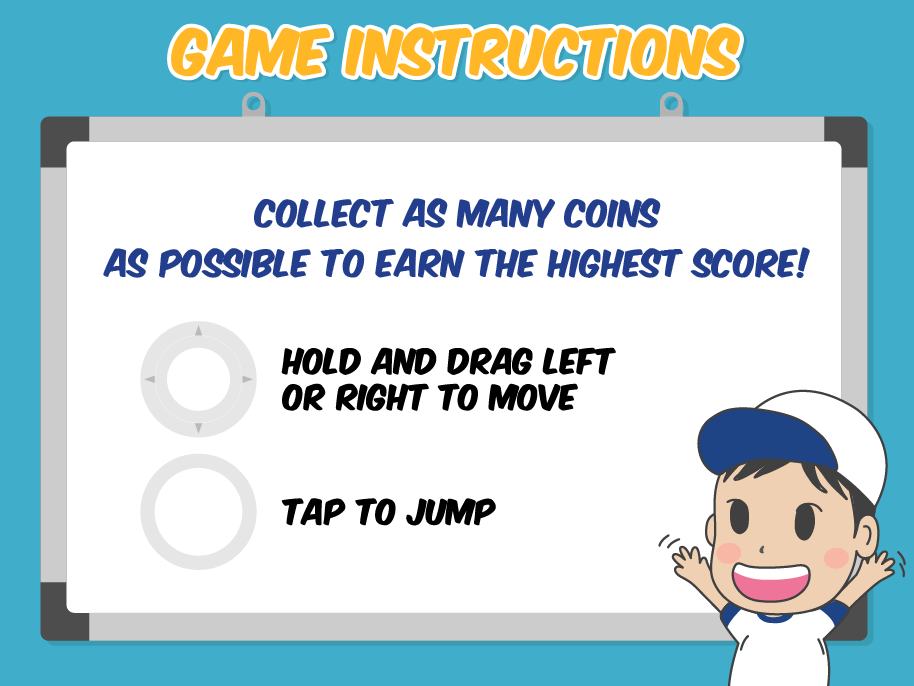 GAME INSTRUCTIONS
COLLECT AS MANY COINS
AS POSSIBLE TO EARN THE HIGHEST SCORE!
HOLD AND DRAG LEFT
OR RIGHT TO MOVE
TAP TO JUMP